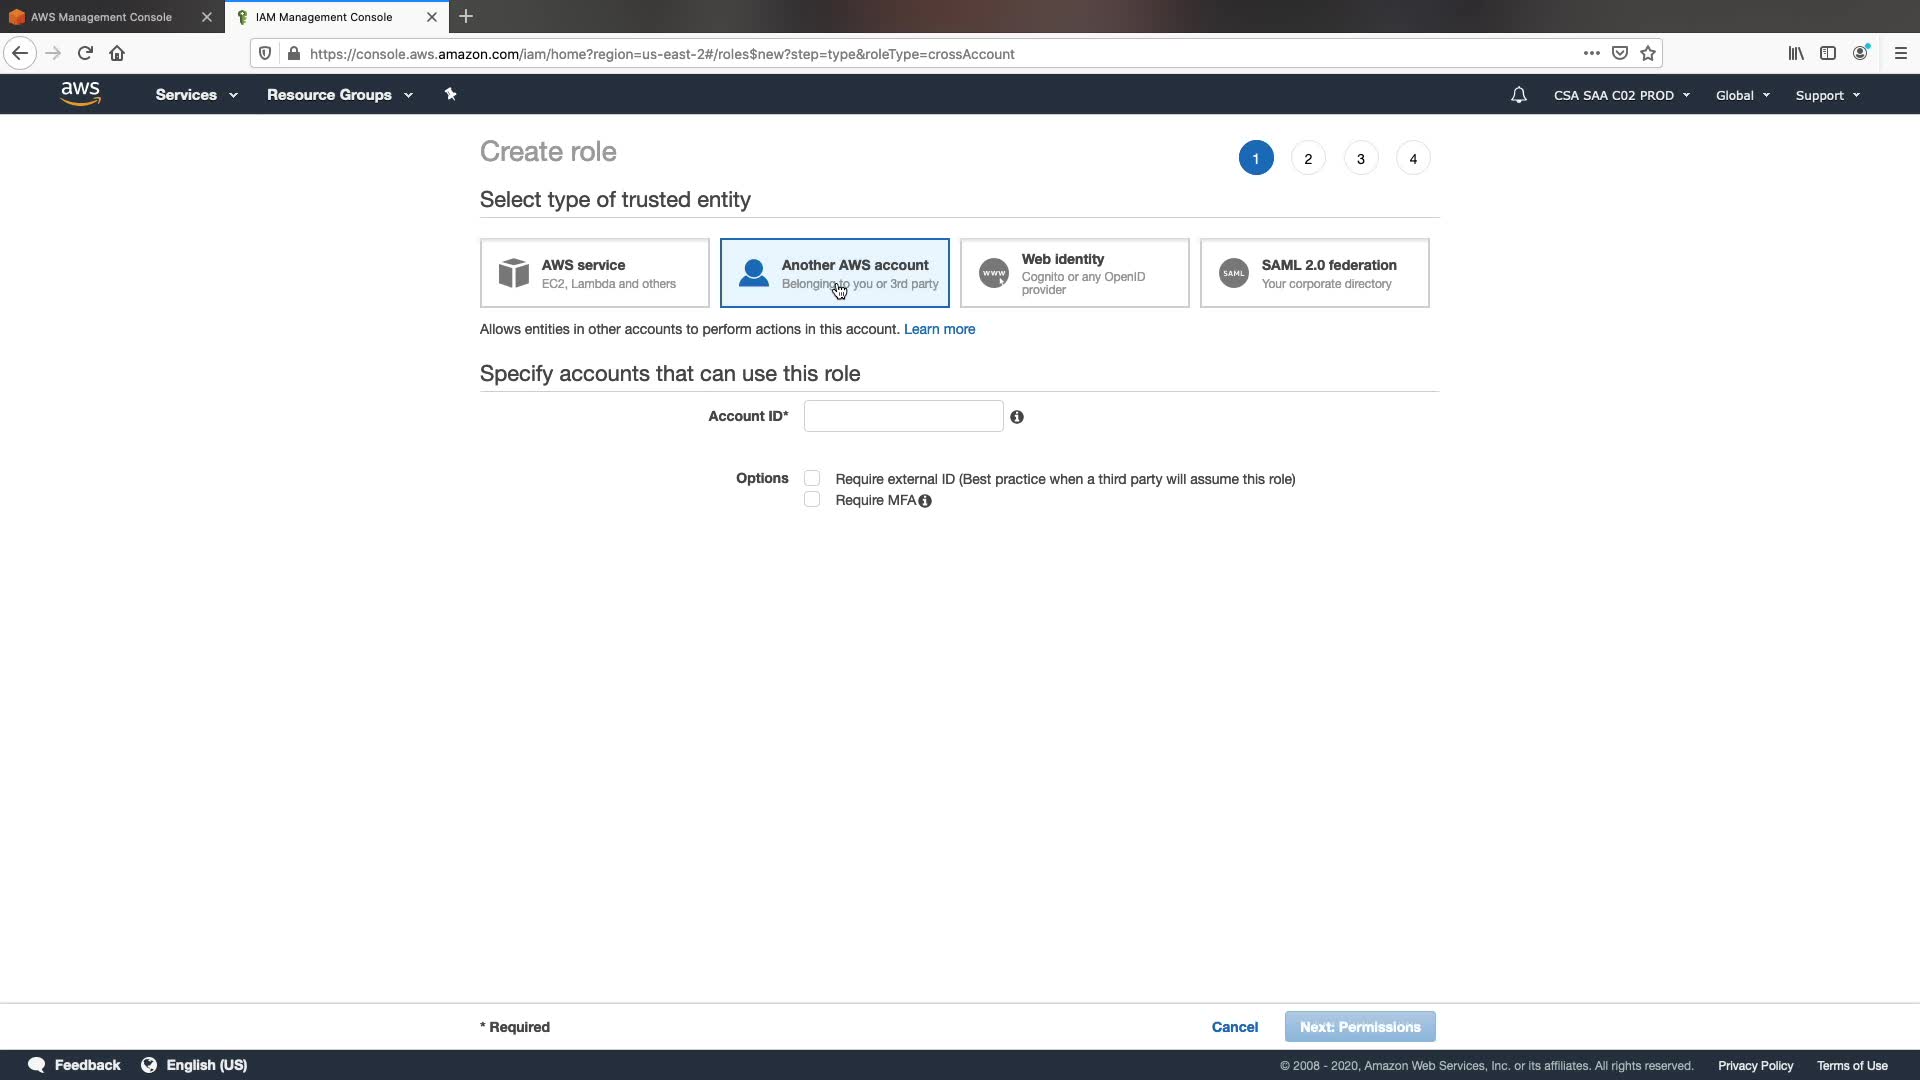 AWS Management Console
IAM Management Console
https://console.aws.amazon.com/iam/home?region=us-east-2#/roles$new?step=type&roleType=crossAccount
aws
Services
Resource Groups
CSA SAA C02 PROD
Global
Support
Create role
1
2
3
4
Select type of trusted entity
AWS service
EC2, Lambda and others
Another AWS account
Belonging to you or 3rd party
www
Web identity
Cognito or any OpenID
provider
SAML
SAML 2.0 federation
Your corporate directory
Allows entities in other accounts to perform actions in this account. Learn more
Specify accounts that can use this role
Account ID*
Options
Require external ID (Best practice when a third party will assume this role)
Require MFA
* Required
Cancel
Next: Permissions
Feedback
English (US)
© 2008 - 2020, Amazon Web Services, Inc. or its affiliates. All rights reserved.
Privacy Policy
Terms of Use